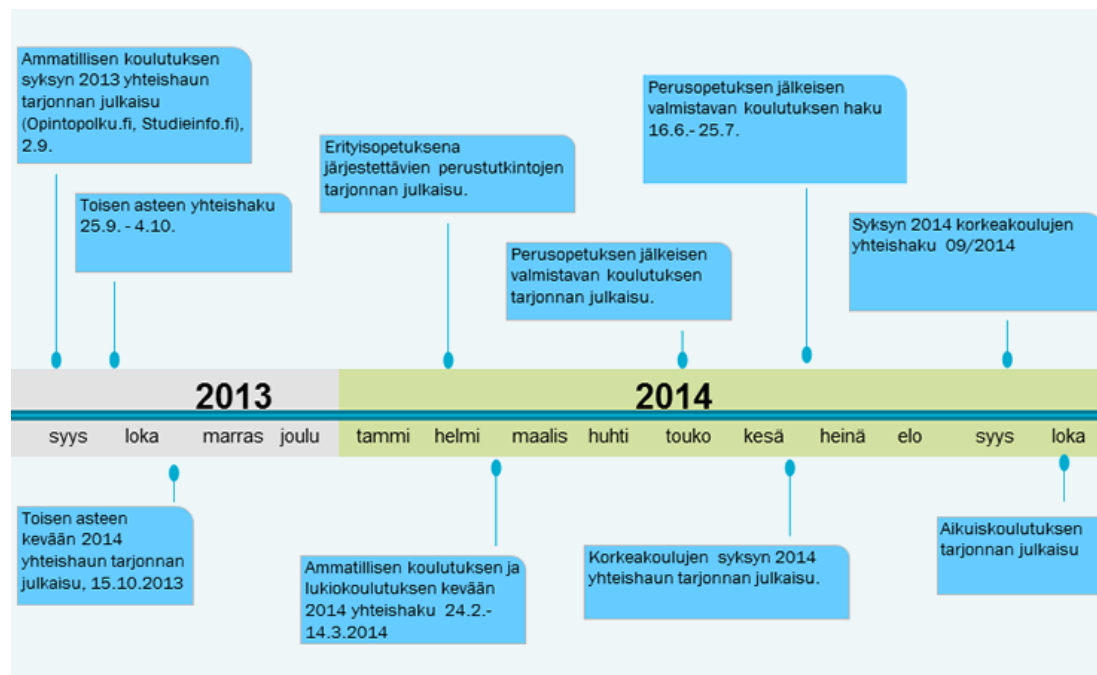 Ammatillisen koulutuksen
syksyn 2013 yhteishaun
tarjonnan julkaisu
(Opintopolku.fi, Studieinfo.fi),
2.9.
Toisen asteen yhteishaku
25.9. - 4.10.
Erityisopetuksena
järjestettävien perustutkintojen
tarjonnan julkaisu.
Perusopetuksen jälkeisen
valmistavan koulutuksen
tarjonnan julkaisu.
Perusopetuksen jälkeisen
valmistavan koulutuksen haku
16.6.- 25.7.
Syksyn 2014 korkeakoulujen
yhteishaku 09/2014
2013 2014
syys loka marras joulu tammi helmi maalis huhti touko kesä heinä elo syys loka
Toisen asteen
kevään 2014
yhteishaun tarjonnan
julkaisu, 15.10.2013
Ammatillisen koulutuksen ja
lukiokoulutuksen kevään
2014 yhteishaku 24.2.-
14.3.2014
Korkeakoulujen syksyn 2014
yhteishaun tarjonnan julkaisu.
Aikuiskoulutuksen
tarjonnan julkaisu